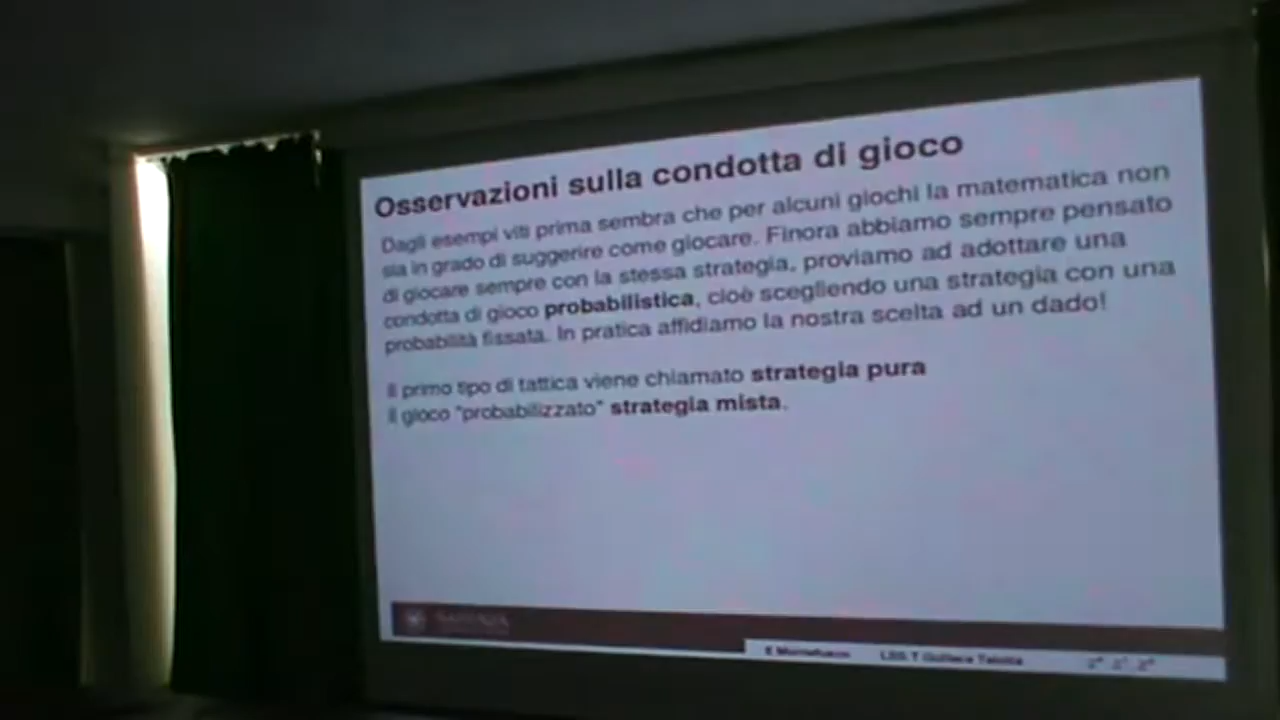 Osservazioni sulla condotta di gioco
Dagli esempi viti prima sembra che per alcuni giochi la matematica non
sia in grado di suggerire come giocare. Finora abbiamo sempre pensato
di giocare sempre con la stessa strategia, proviamo ad adottare una
condotta di gioco probabilistica, cioè scegliendo una strategia con una
probabilità fissata. In pratica affidiamo la nostra scelta ad un dado!
Il primo tipo di tattica viene chiamato strategia pura
il gioco "probabilizzato" strategia mista.
SAPIENZA